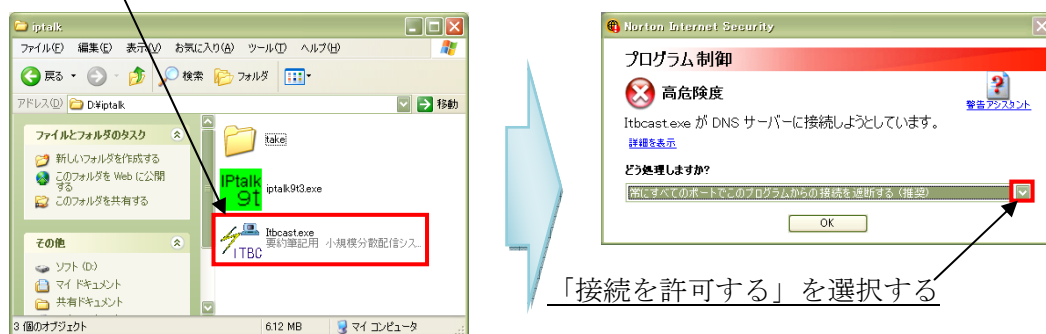 iptalk
ファイル(F) 編集(E) 表示(V) お気に入り(A) ツール(T) ヘルプ(H)
戻る 検索 フォルダ
アドレス(D) D:¥iptalk 移動
ファイルとフォルダのタスク
新しいフォルダを作成する
このフォルダを Web に公開
する
このフォルダを共有する
その他
ソフト (D:)
マイ ドキュメント
共有ドキュメント
take
IPtalk
9t
iptalk9t3.exe
Itbcast.exe
要約筆記用 小規模分散配信シス...
ITBC
3 個のオブジェクト 6.12 MB マイ コンピュータ
Norton Internet Security
プログラム制御
高危険度
警告アシスタント
Itbcast.exe が DNS サーバーに接続しようとしています。
詳細を表示
どう処理しますか?
常にすべてのポートでこのプログラムからの接続を遮断する (推奨)
OK
「接続を許可する」を選択する